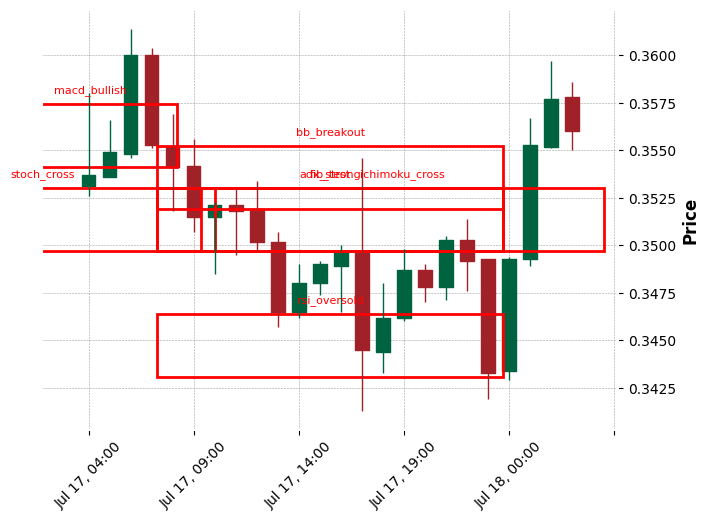 macd_bullish
bb_breakout
stoch_cross
ichimoku_cross
rsi_oversold
0.3600
0.3575
0.3550
0.3525
0.3500
0.3475
0.3450
0.3425
Price
Jul 17, 04:00
Jul 17, 09:00
Jul 17, 14:00
Jul 17, 19:00
Jul 18, 00:00